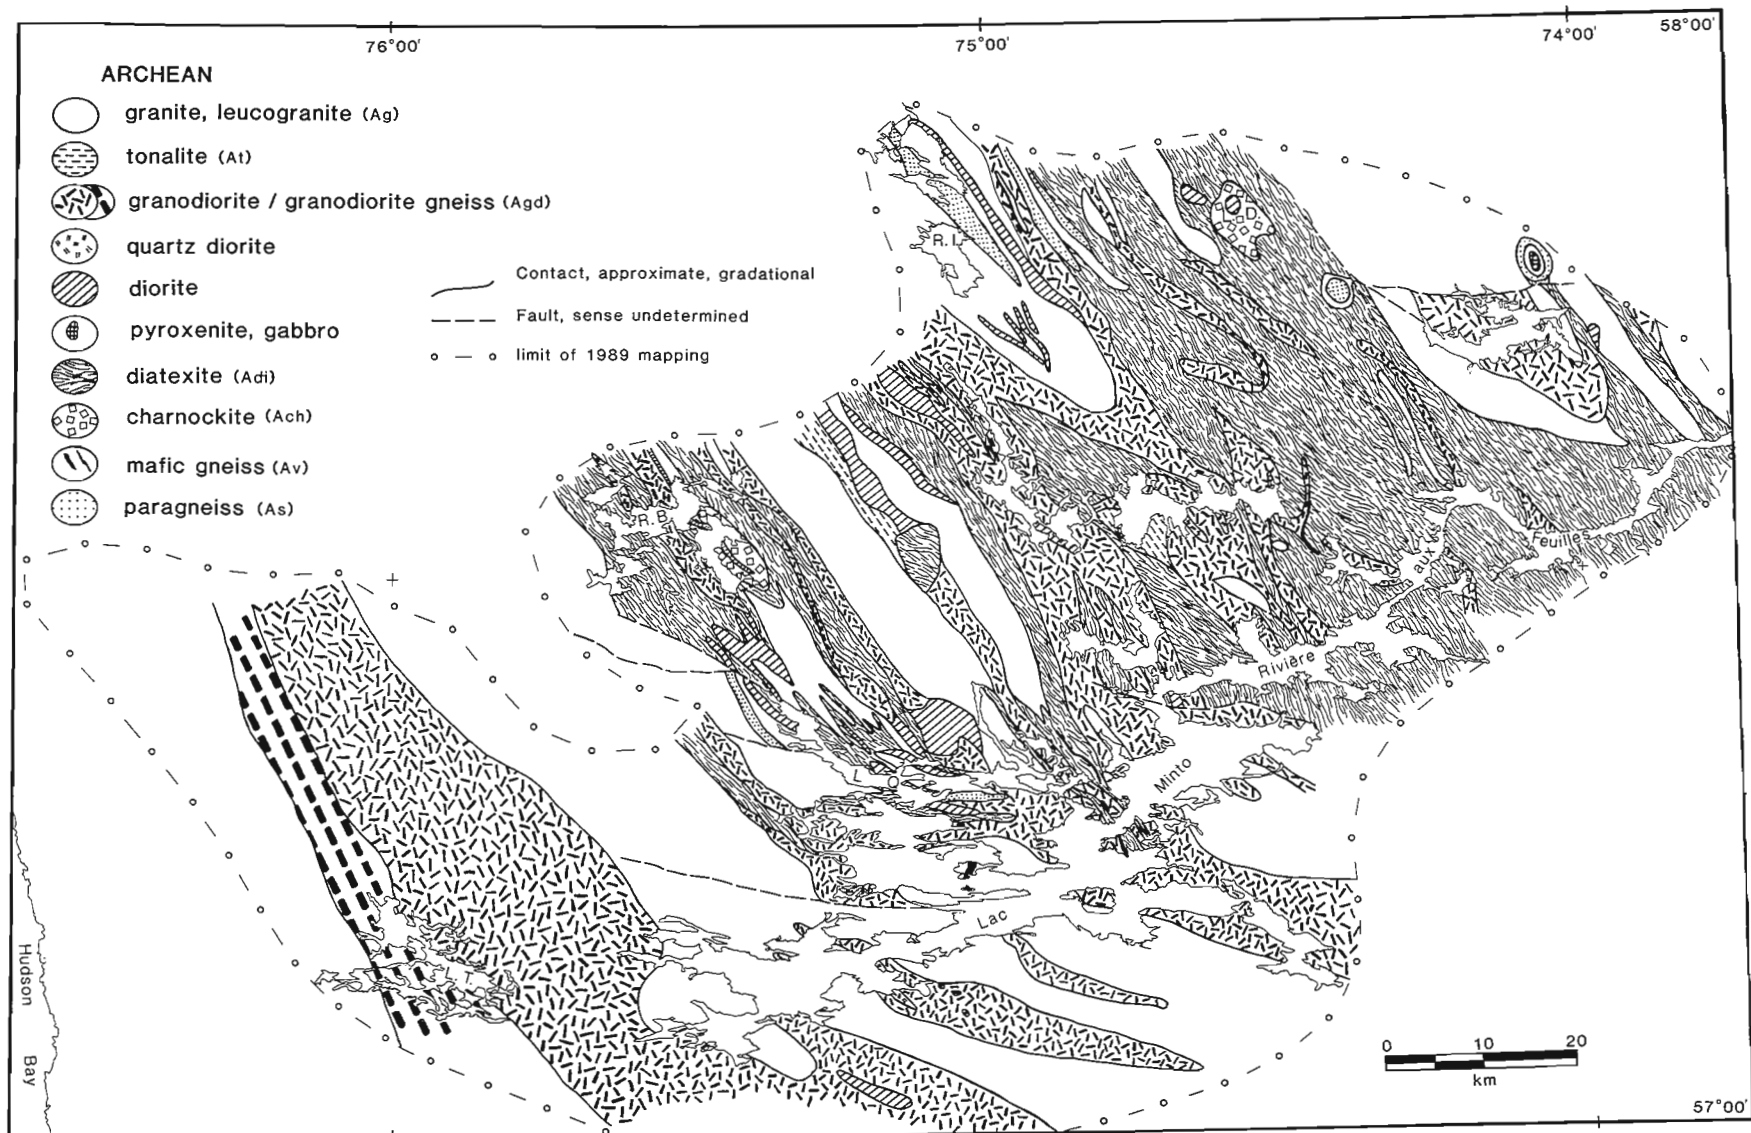 76°00'
75°00'
74°00'
58°00'
ARCHEAN
granite, leucogranite (Ag)
tonalite (At)
granodiorite / granodiorite gneiss (Agd)
quartz diorite
diorite
pyroxenite, gabbro
diatexite (Adi)
charnockite (Ach)
mafic gneiss (Av)
paragneiss (As)
Contact, approximate, gradational
Fault, sense undetermined
limit of 1989 mapping
R.I.
D
R.B.
Rivière
aux
Feuilles
L
O
Minto
Lac
L.T.
Hudson
Bay
0 10 20
km
57°00'